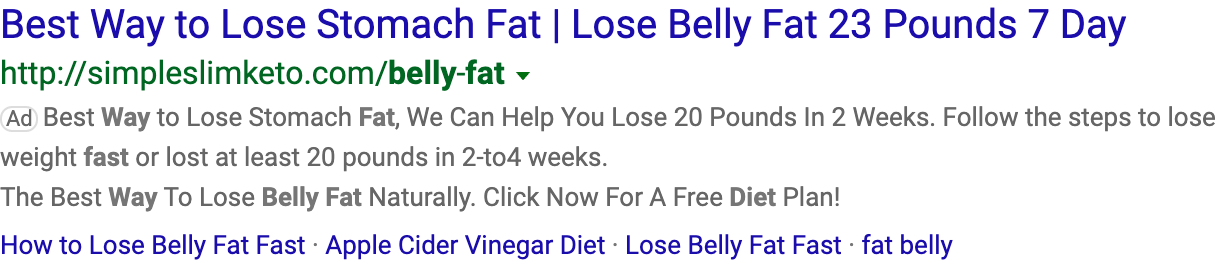 Best Way to Lose Stomach Fat | Lose Belly Fat 23 Pounds 7 Day
http://simpleslimketo.com/belly-fat
Ad Best Way to Lose Stomach Fat, We Can Help You Lose 20 Pounds In 2 Weeks. Follow the steps to lose
weight fast or lost at least 20 pounds in 2-to4 weeks.
The Best Way To Lose Belly Fat Naturally. Click Now For A Free Diet Plan!
How to Lose Belly Fat Fast · Apple Cider Vinegar Diet · Lose Belly Fat Fast · fat belly